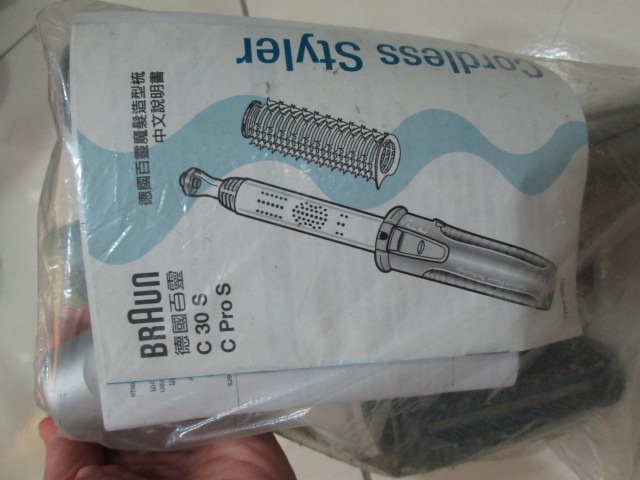 Cordless Styler
德國百靈魔髮造型梳
中文說明書
BRAUN
德國百靈
C 30 S
C Pro S